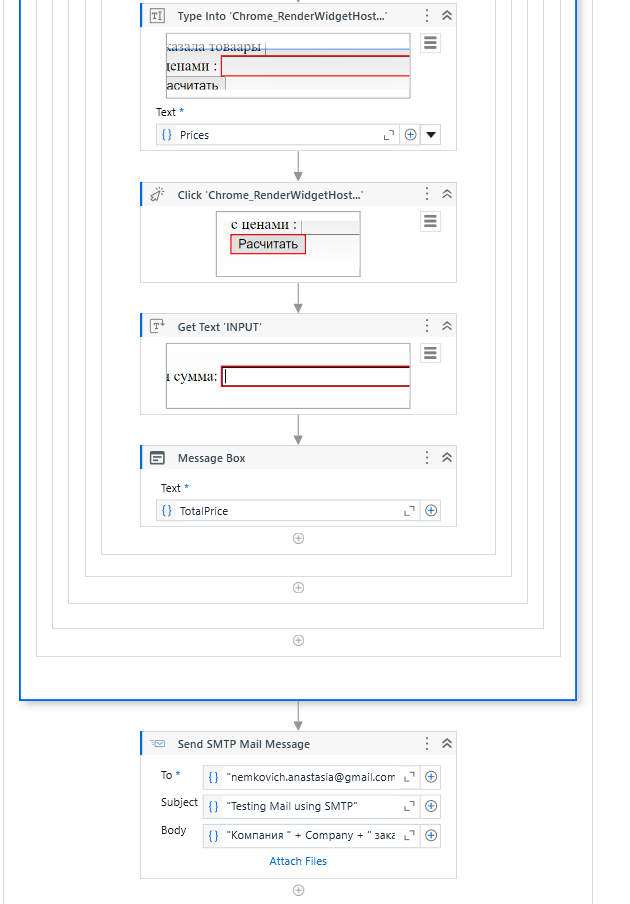 Type Into 'Chrome_RenderWidgetHost...'
казала товаары
ценами :
асчитать
Text *
Prices
Click 'Chrome_RenderWidgetHost...'
с ценами :
Расчитать
Get Text 'INPUT'
сумма:
Message Box
Text *
TotalPrice
Send SMTP Mail Message
To *
"nemkovich.anastasia@gmail.com
Subject
"Testing Mail using SMTP"
Body
"Компания " + Company + " зака
Attach Files